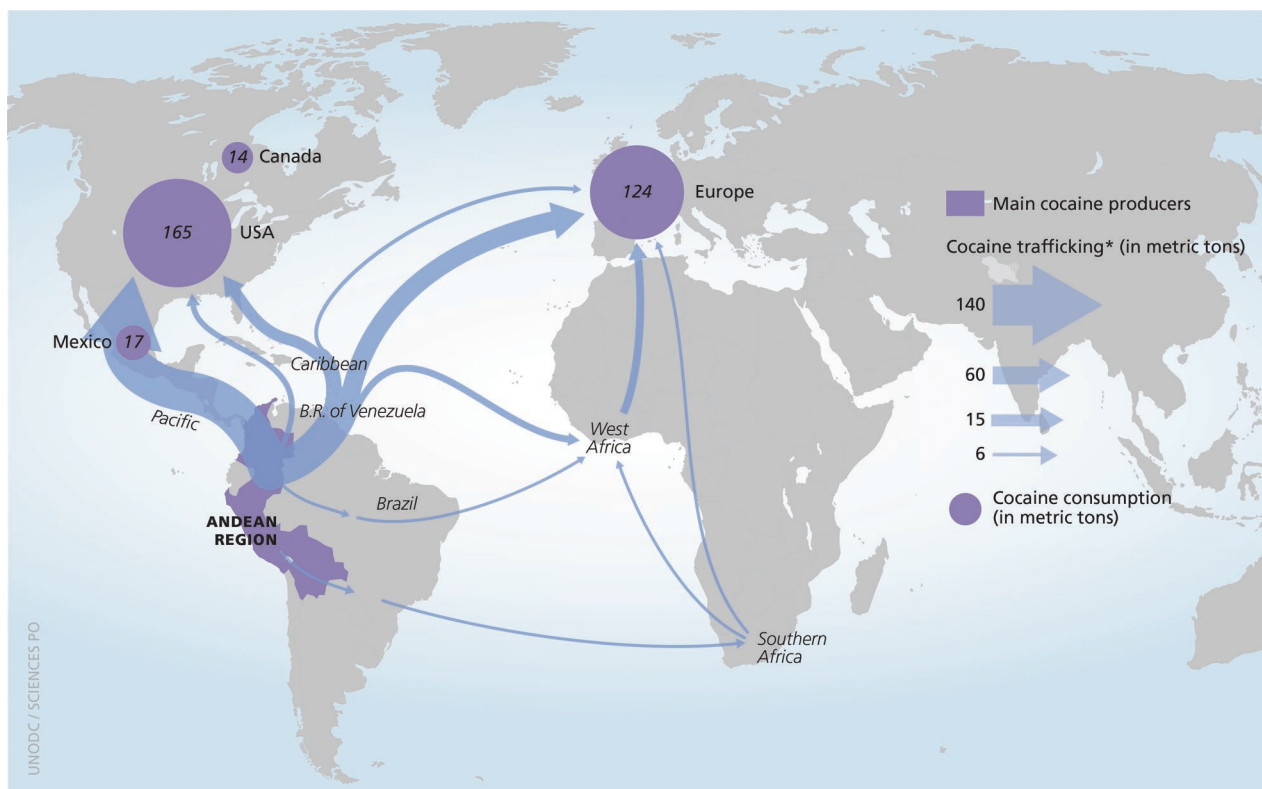 14 Canada
165 USA
124 Europe
Mexico 17
Pacific
Caribbean
B.R. of Venezuela
West
Africa
Brazil
ANDEAN
REGION
Southern
Africa
Main cocaine producers
Cocaine trafficking* (in metric tons)
140
60
15
6
Cocaine consumption
(in metric tons)
UNODC / SCIENCES PO